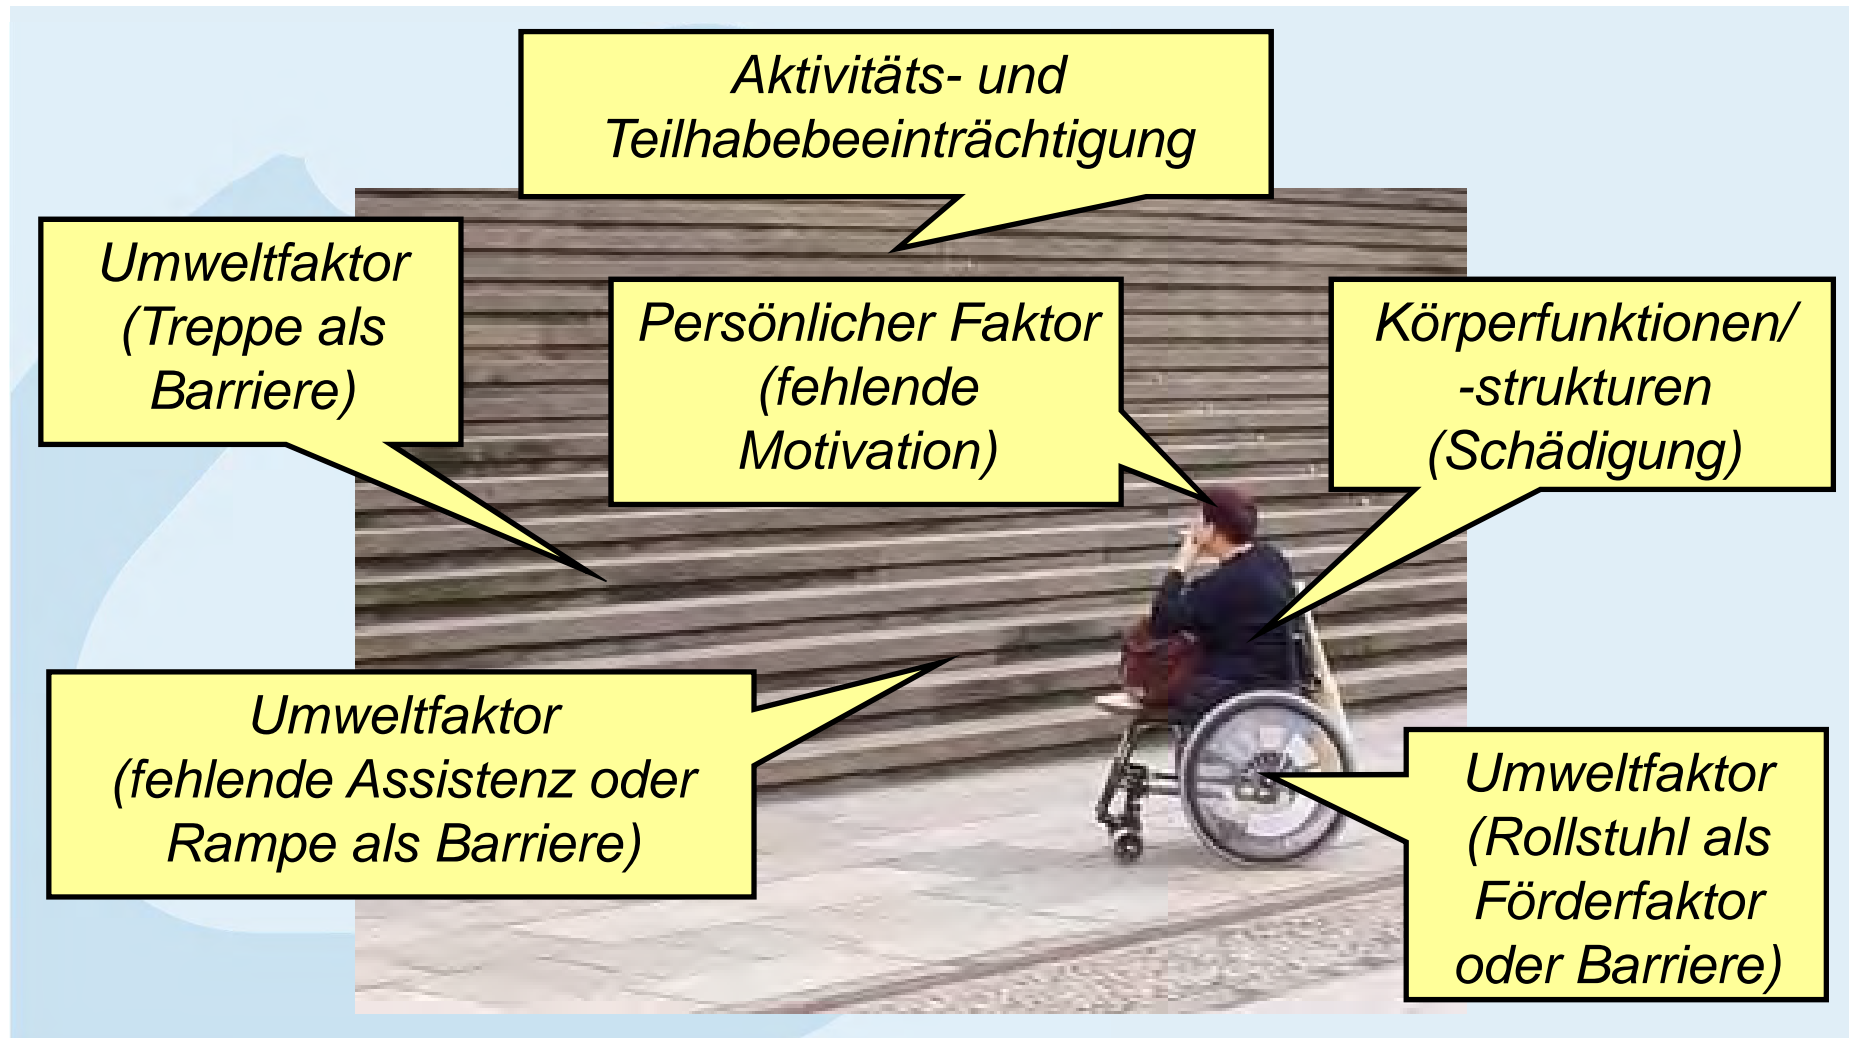 Aktivitäts- und
Teilhabebeeinträchtigung
Umweltfaktor
(Treppe als
Barriere)
Persönlicher Faktor
(fehlende
Motivation)
Körperfunktionen/
-strukturen
(Schädigung)
Umweltfaktor
(fehlende Assistenz oder
Rampe als Barriere)
Umweltfaktor
(Rollstuhl als
Förderfaktor
oder Barriere)